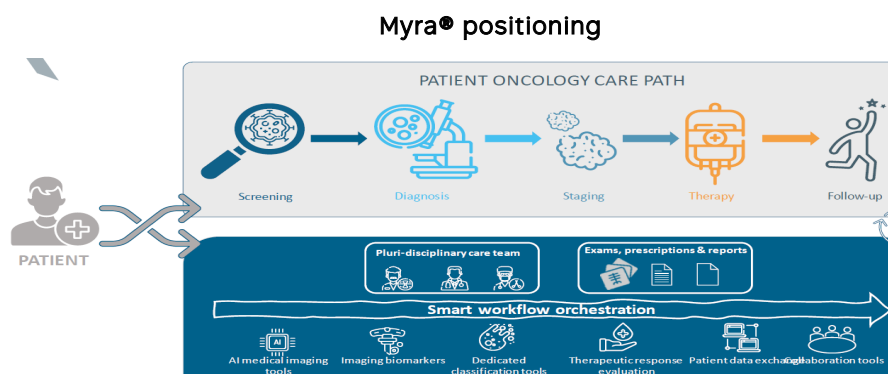 Myra® positioning
PATIENT ONCOLOGY CARE PATH
Screening
Diagnosis
Staging
Therapy
Follow-up
PATIENT
Pluri-disciplinary care team
Exams, prescriptions & reports
Smart workflow orchestration
AI
AI medical imaging
tools
Imaging biomarkers
Dedicated
classification tools
Therapeutic response
evaluation
Patient data exchange
Collaboration tools